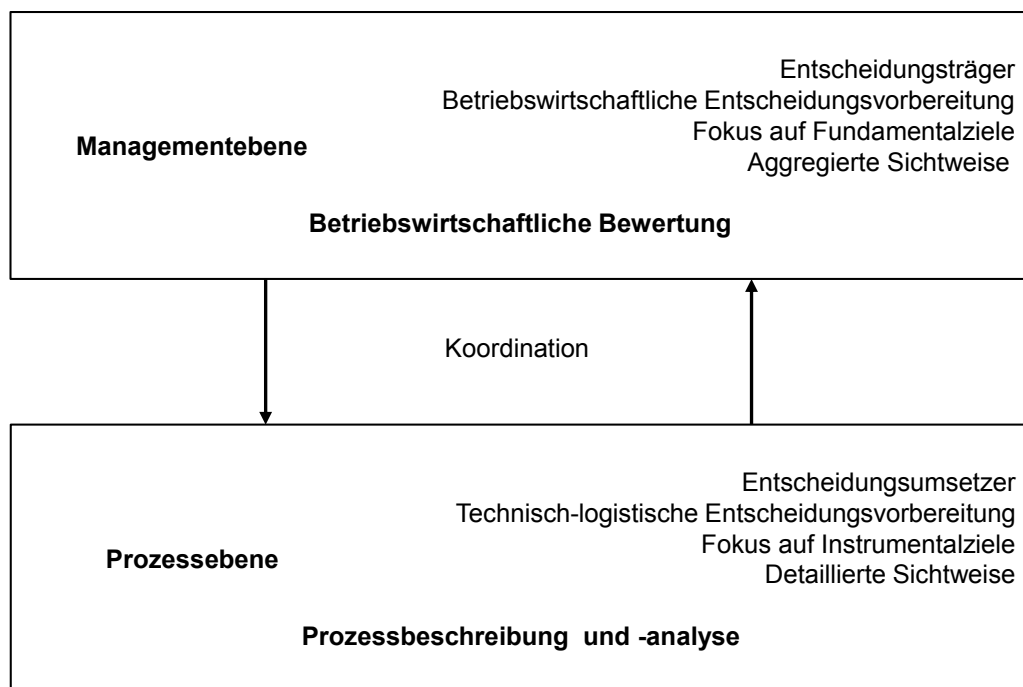 Entscheidungsträger
Betriebswirtschaftliche Entscheidungsvorbereitung
Fokus auf Fundamentalziele
Aggregierte Sichtweise
Managementebene
Betriebswirtschaftliche Bewertung
Koordination
Entscheidungsumsetzer
Technisch-logistische Entscheidungsvorbereitung
Fokus auf Instrumentalziele
Detaillierte Sichtweise
Prozessebene
Prozessbeschreibung und -analyse